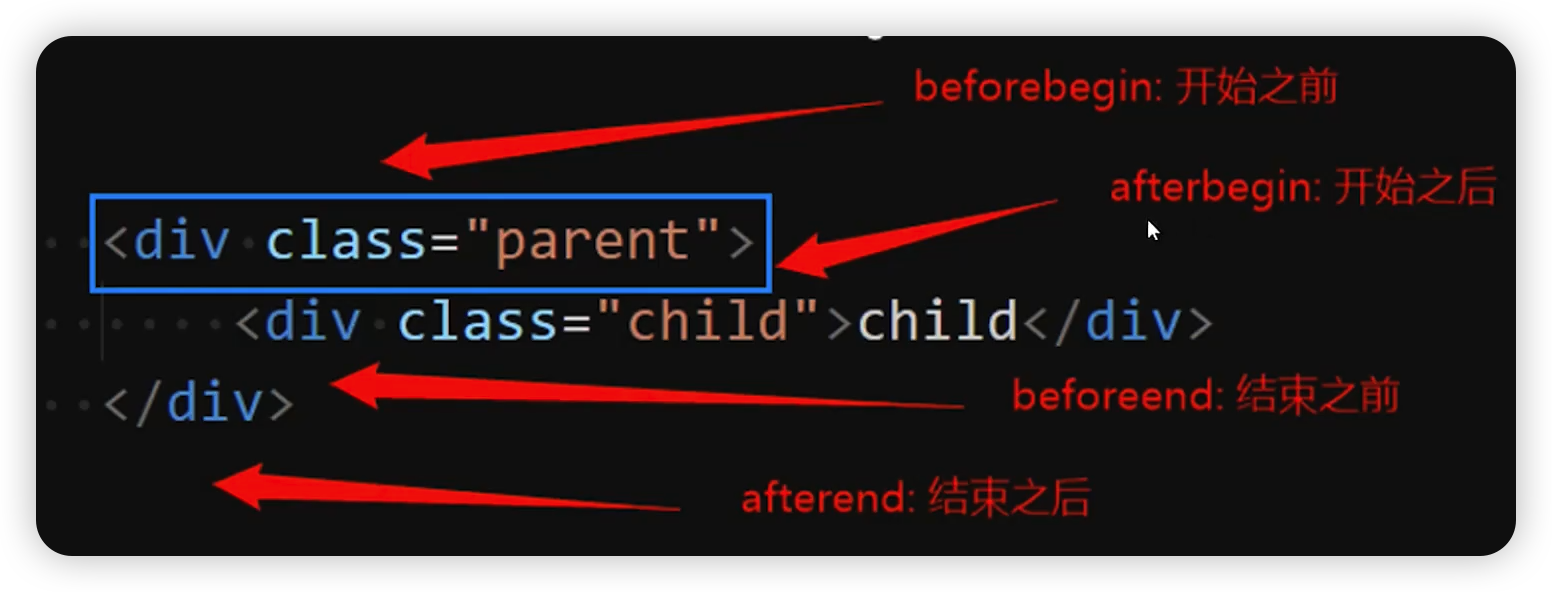 beforebegin: 开始之前
afterbegin: 开始之后
<div class="parent">
<div class="child">child</div>
beforeend: 结束之前
</div>
afterend: 结束之后